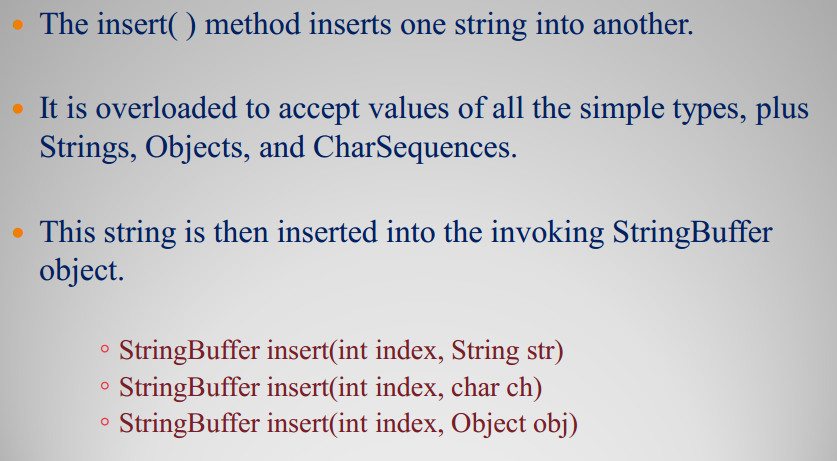 • The insert( ) method inserts one string into another.
• It is overloaded to accept values of all the simple types, plus
Strings, Objects, and CharSequences.
• This string is then inserted into the invoking StringBuffer
object.
◦ StringBuffer insert(int index, String str)
◦ StringBuffer insert(int index, char ch)
◦ StringBuffer insert(int index, Object obj)